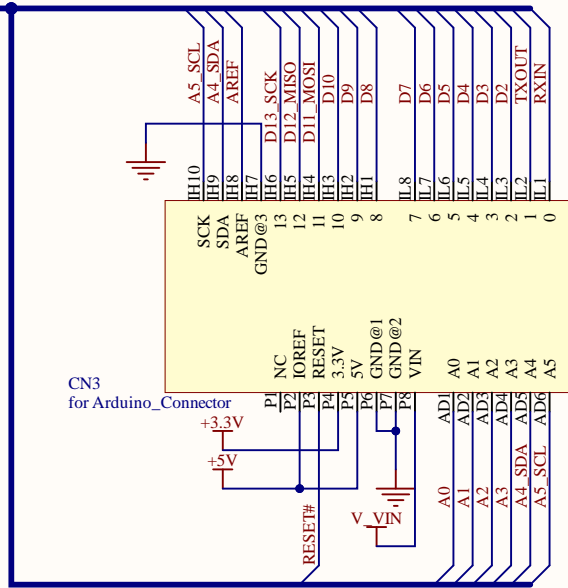 A5_SCL
A4_SDA
AREF
D13_SCK
D12_MISO
D11_MOSI
D10
D9
D8
D7
D6
D5
D4
D3
D2
TXOUT
RXIN
IH10
IH9
IH8
IH7
IH6
IH5
IH4
IH3
IH2
IH1
IL8
IL7
IL6
IL5
IL4
IL3
IL2
IL1
SCK
SDA
AREF
GND@3
13
12
11
10
9
8
7
6
5
4
3
2
1
0
NC
IOREF
RESET
3.3V
5V
GND@1
GND@2
VIN
A0
A1
A2
A3
A4
A5
CN3
for Arduino_Connector
P1
P2
P3
P4
P5
P6
P7
P8
AD1
AD2
AD3
AD4
AD5
AD6
+3.3V
+5V
RESET#
V_VIN
A0
A1
A2
A3
A4_SDA
A5_SCL